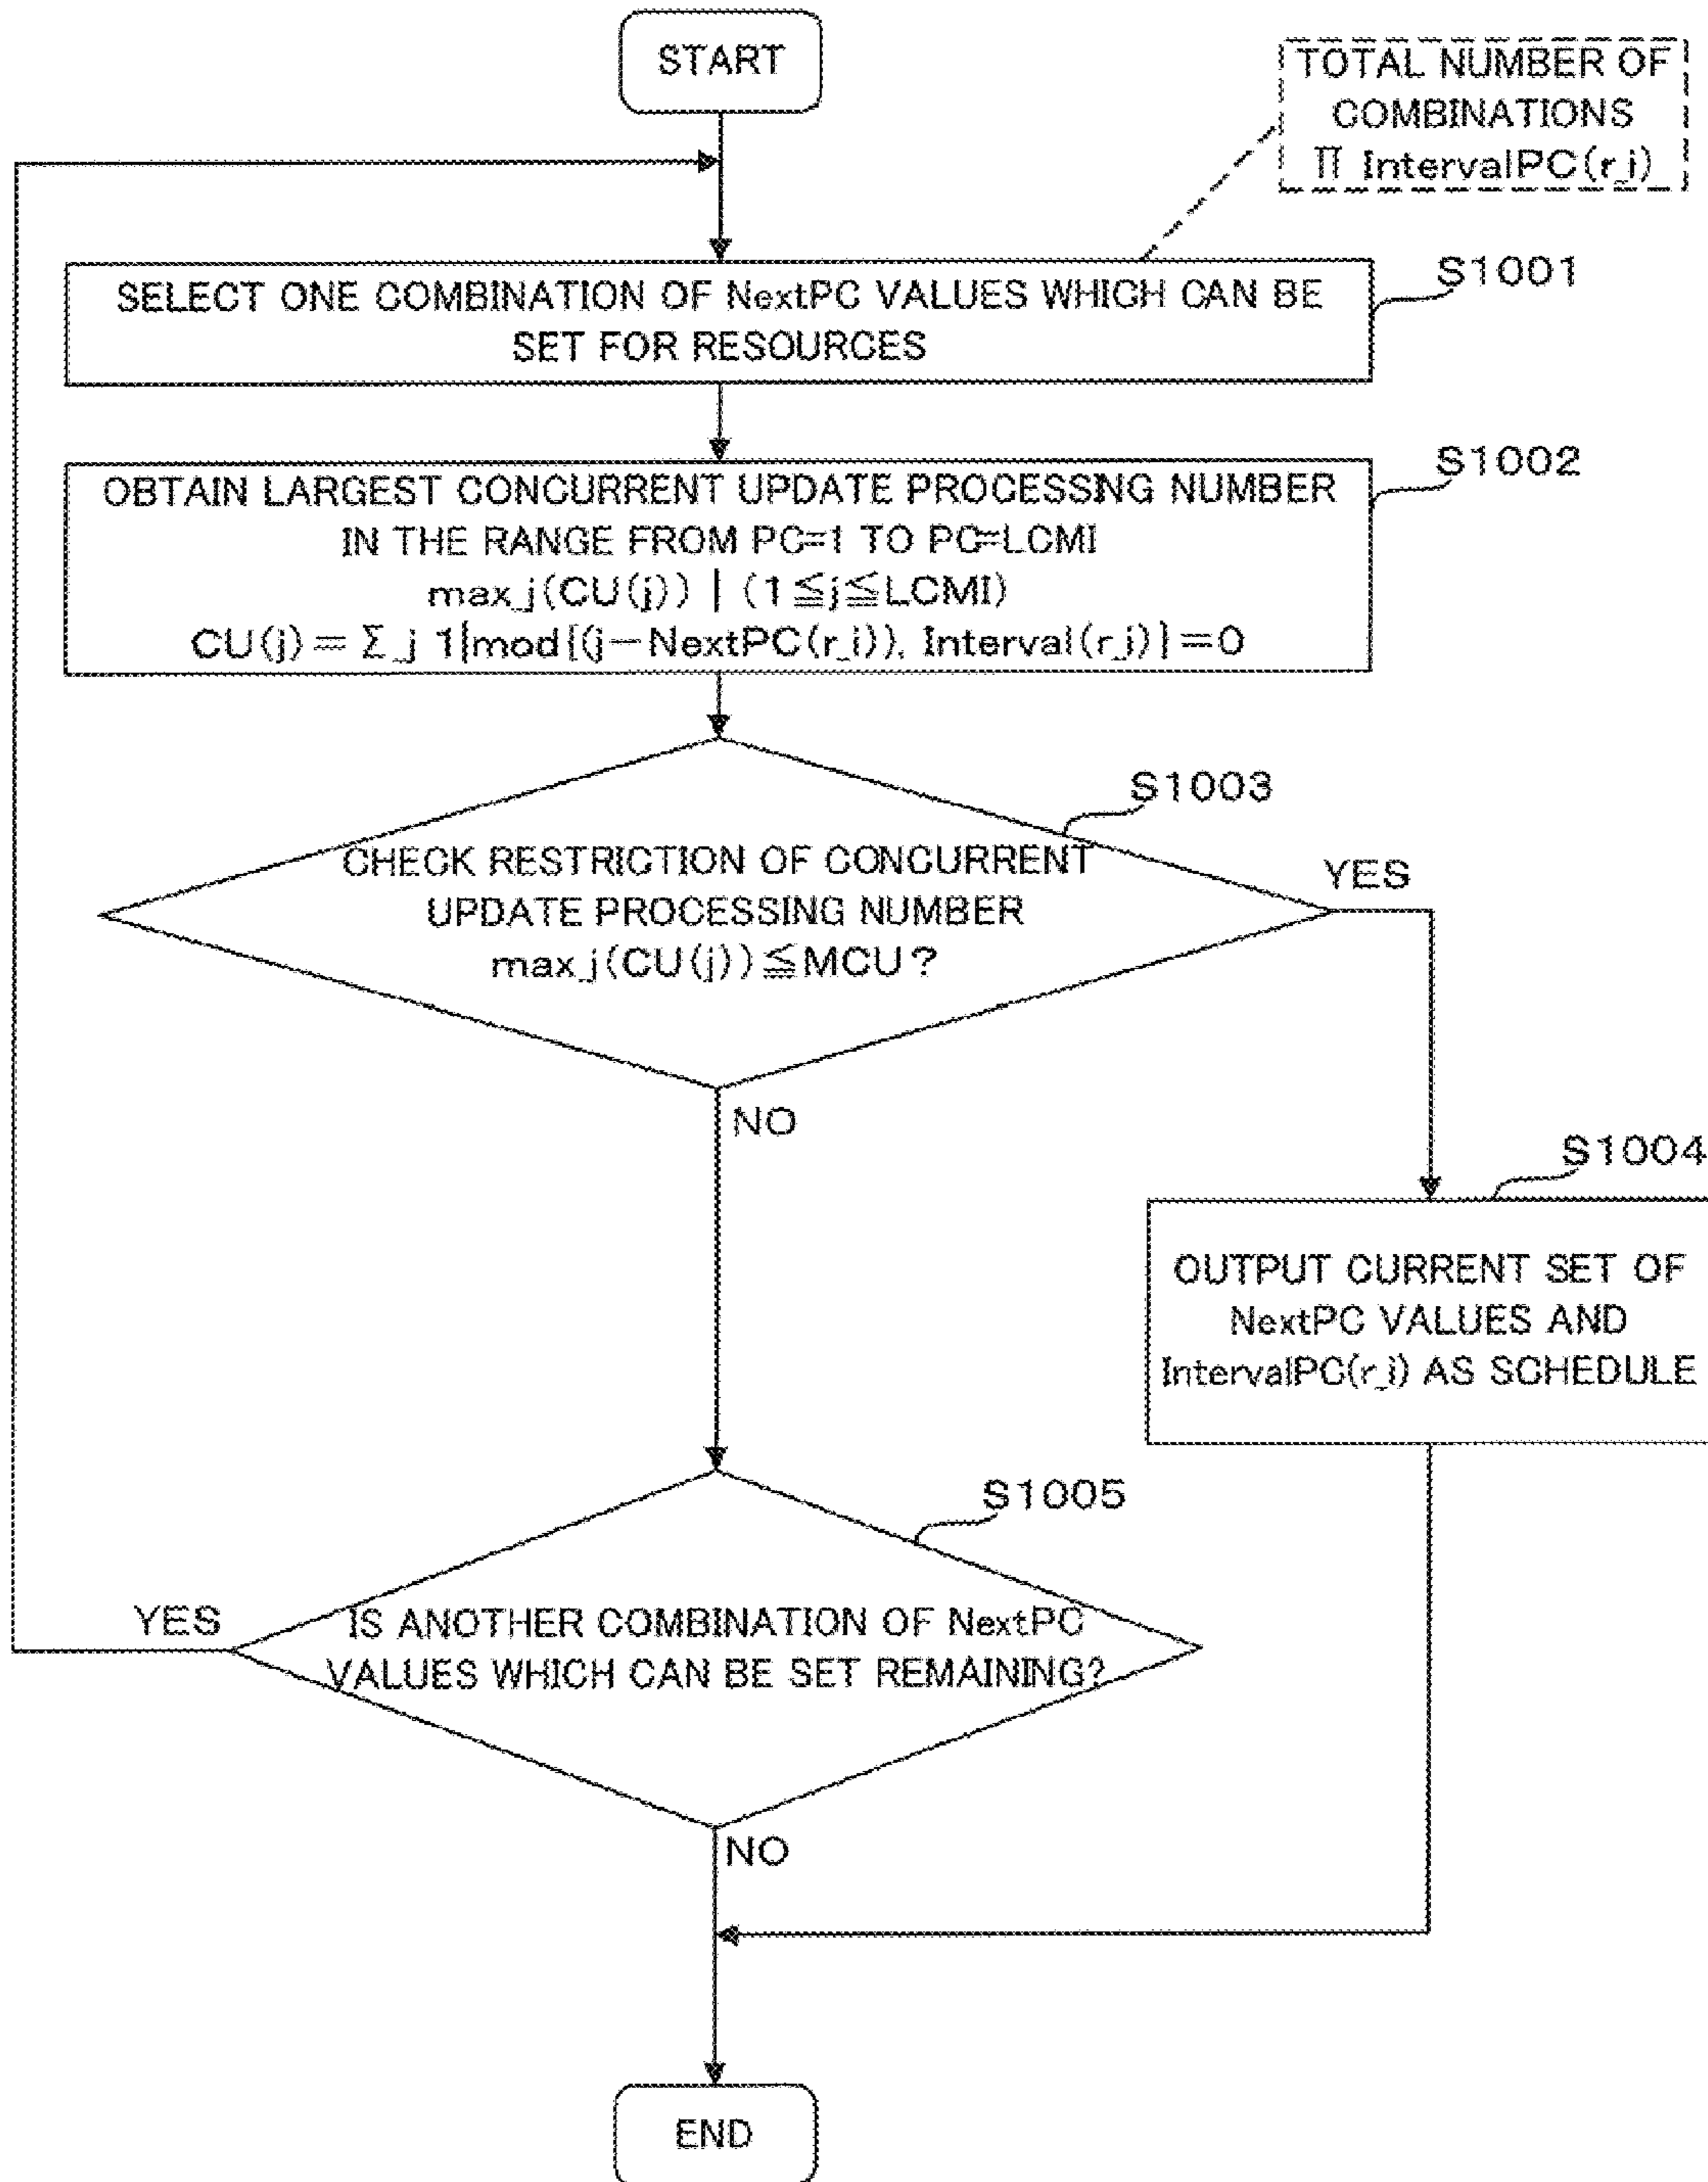 START
TOTAL NUMBER OF
COMBINATIONS
Π IntervalPC(r_i)
S1001
SELECT ONE COMBINATION OF NextPC VALUES WHICH CAN BE
SET FOR RESOURCES
S1002
OBTAIN LARGEST CONCURRENT UPDATE PROCESSING NUMBER
IN THE RANGE FROM PC=1 TO PC=LCMI
max_j(CU(j)) | (1≦j≦LCMI)
CU(j) = Σ_j 1|mod{(j-NextPC(r_i)), Interval(r_i)}=0
S1003
CHECK RESTRICTION OF CONCURRENT
UPDATE PROCESSING NUMBER
max_j(CU(j))≦MCU?
YES
NO
S1004
OUTPUT CURRENT SET OF
NextPC VALUES AND
IntervalPC(r_i) AS SCHEDULE
S1005
IS ANOTHER COMBINATION OF NextPC
VALUES WHICH CAN BE SET REMAINING?
YES
NO
END